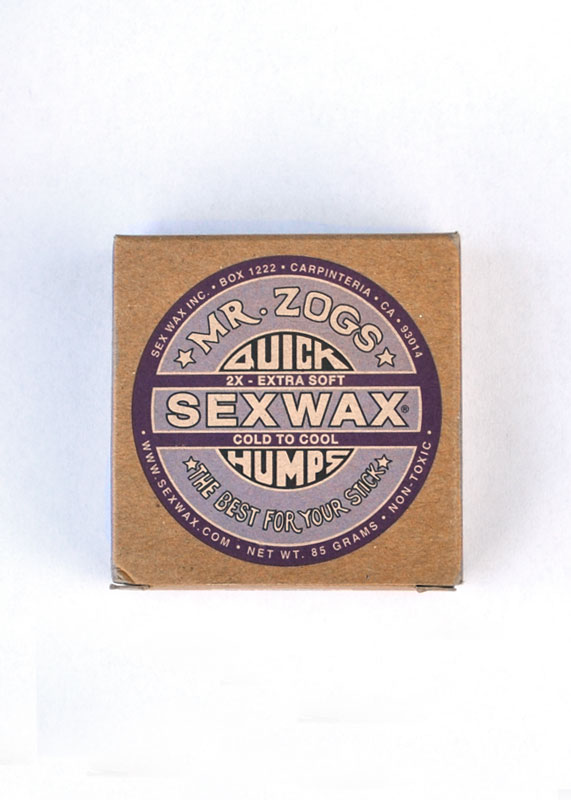 SEX WAX INC. • BOX 1222 • CARPINTERIA • CA • 93014
MR. ZOGS
QUICK
2X - EXTRA SOFT
SEXWAX®
COLD TO COOL
HUMPS
THE BEST FOR YOUR STICK
• WWW.SEXWAX.COM • NET WT. 85 GRAMS • NON-TOXIC •